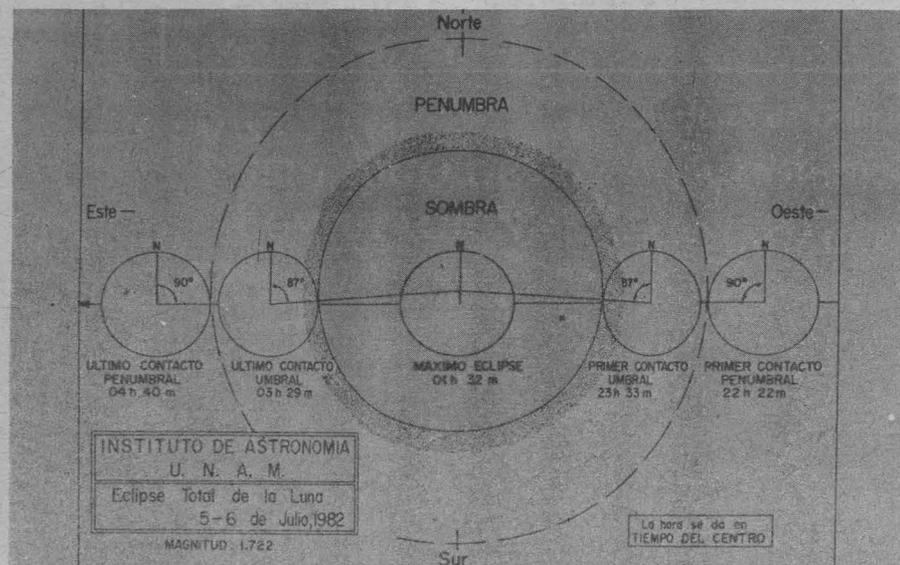 Norte
PENUMBRA
SOMBRA
Este
Oeste
N
N
N
N
N
90°
87°
87°
90°
ULTIMO CONTACTO
PENUMBRAL
04 h 40 m
ULTIMO CONTACTO
UMBRAL
03 h 29 m
MAXIMO ECLIPSE
01 h 32 m
PRIMER CONTACTO
UMBRAL
23 h 33 m
PRIMER CONTACTO
PENUMBRAL
22 h 22 m
INSTITUTO DE ASTRONOMIA
U. N. A. M.
Eclipse Total de la Luna
5-6 de Julio, 1982
MAGNITUD: 1.722
La hora se da en
TIEMPO DEL CENTRO
Sur